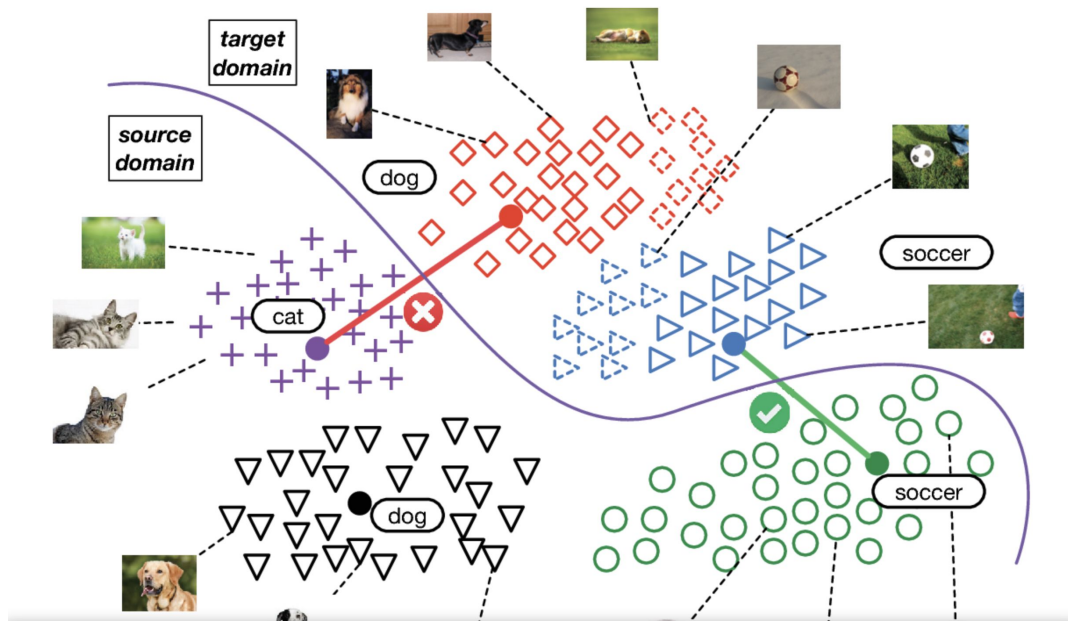 target
domain
source
domain
dog
soccer
cat
dog
soccer